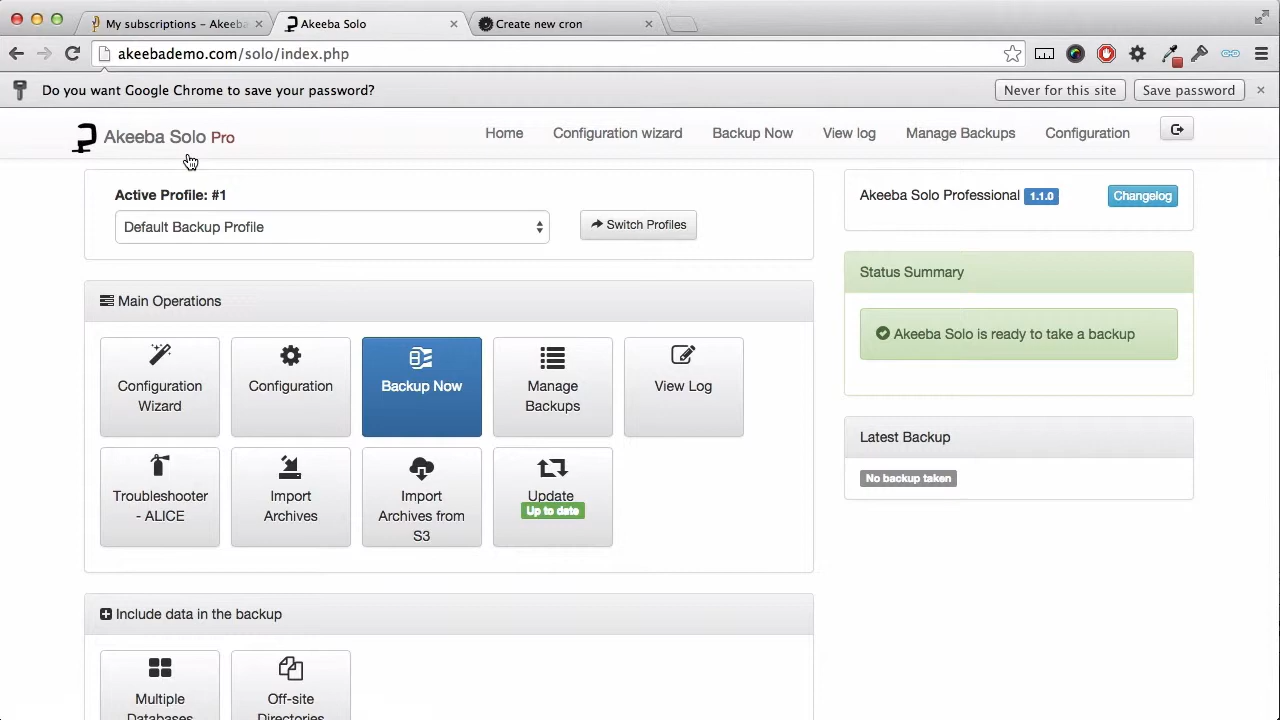 My subscriptions – Akeeba
Akeeba Solo
Create new cron
akeebademo.com/solo/index.php
Do you want Google Chrome to save your password?
Never for this site
Save password
Akeeba Solo Pro
Home
Configuration wizard
Backup Now
View log
Manage Backups
Configuration
Active Profile: #1
Default Backup Profile
Switch Profiles
Akeeba Solo Professional 1.1.0
Changelog
Status Summary
Akeeba Solo is ready to take a backup
Latest Backup
No backup taken
Main Operations
Configuration
Wizard
Configuration
Backup Now
Manage
Backups
View Log
Troubleshooter
- ALICE
Import
Archives
Import
Archives from
S3
Update
Up to date
Include data in the backup
Multiple
Databases
Off-site
Directories